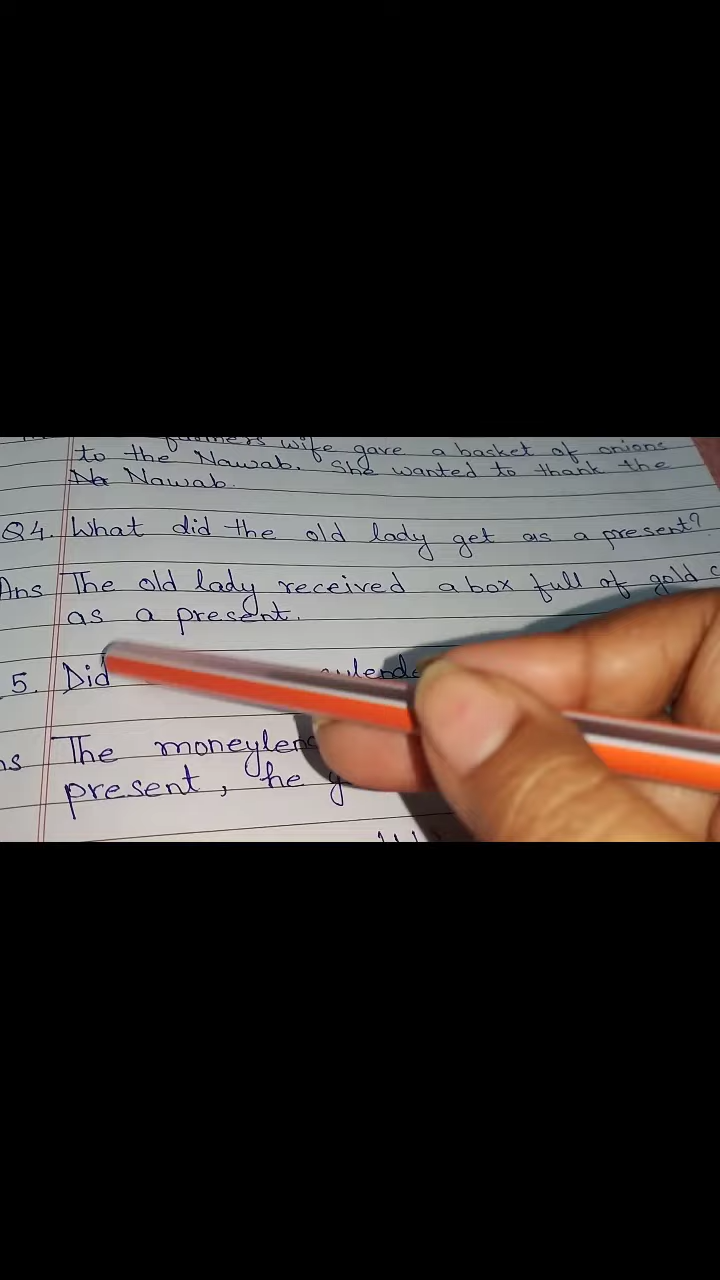 wife gave a basket of onions
to the Nawab. She wanted to thank the
Na Nawab.
Q4. What did the old lady get as a present?
Ans The old lady received a box full of gold
as a present.
5. Did
The moneylen
present, he